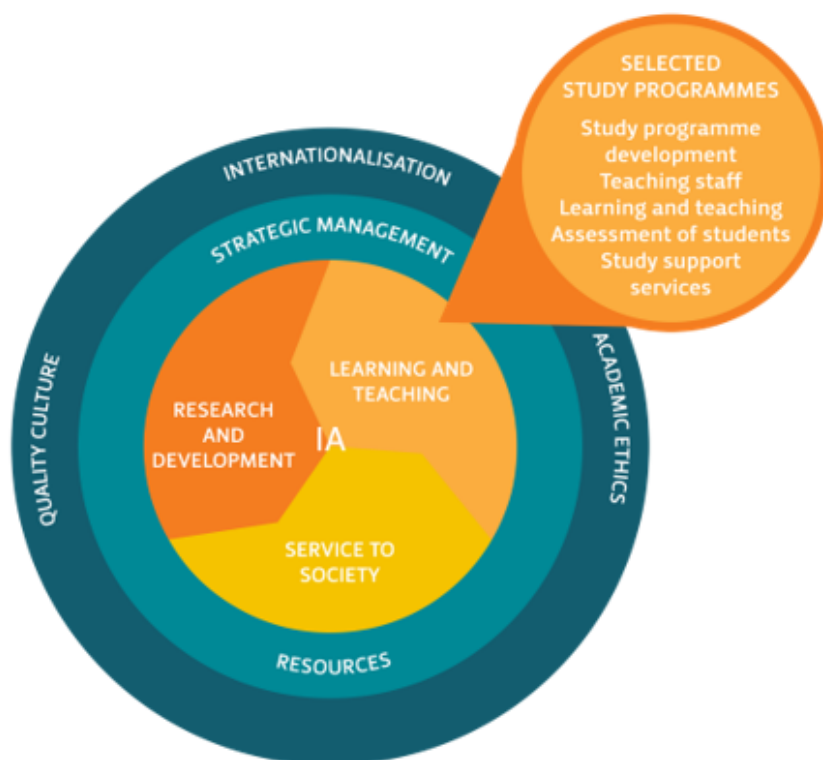 SELECTED
STUDY PROGRAMMES
Study programme
development
Teaching staff
Learning and teaching
Assessment of students
Study support
services
INTERNATIONALISATION
STRATEGIC MANAGEMENT
QUALITY CULTURE
ACADEMIC ETHICS
LEARNING AND
TEACHING
RESEARCH
AND
DEVELOPMENT
IA
SERVICE TO
SOCIETY
RESOURCES